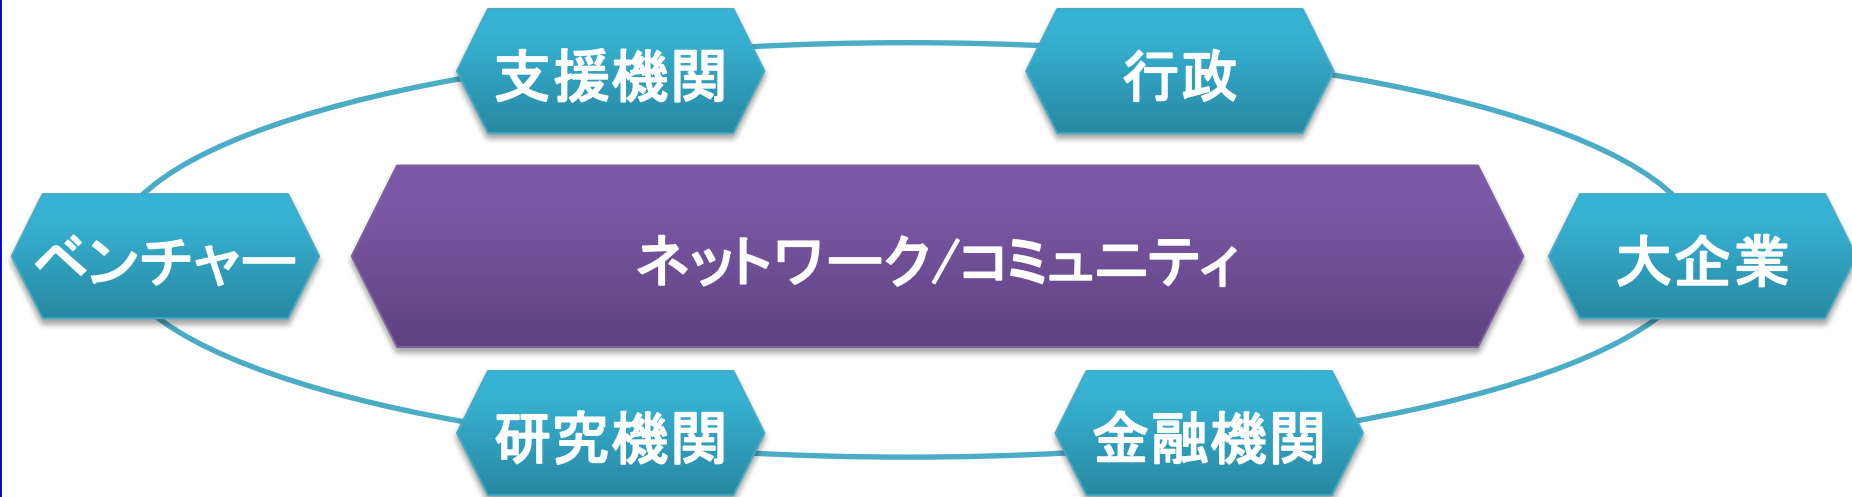 支援機関
行政
ベンチャー
ネットワーク/コミュニティ
大企業
研究機関
金融機関